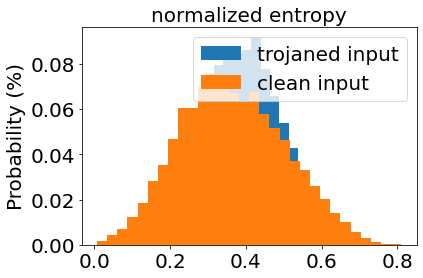 normalized entropy
Probability (%)
0.08
0.06
0.04
0.02
0.00
trojaned input
clean input
0.0 0.2 0.4 0.6 0.8